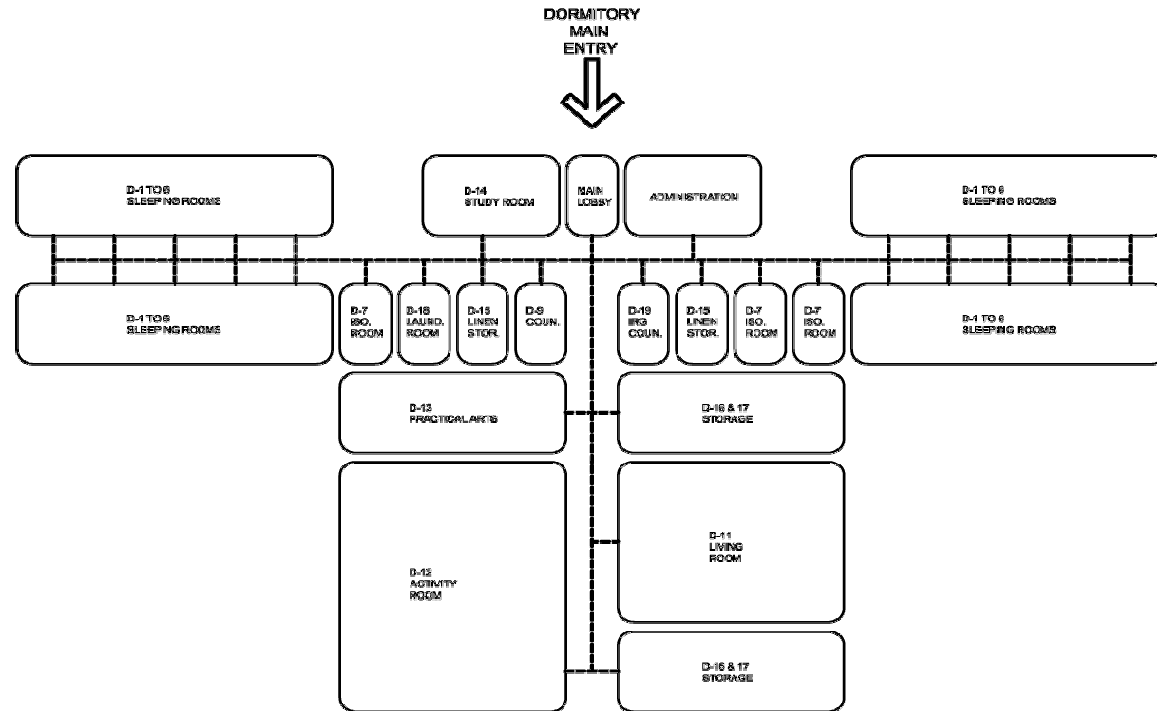 DORMITORY
MAIN
ENTRY
D-1 TO 6
SLEEPING ROOMS
D-14
STUDY ROOM
MAIN
LOBBY
ADMINISTRATION
D-1 TO 6
SLEEPING ROOMS
D-1 TO 6
SLEEPING ROOMS
D-7
ISO.
ROOM
D-18
LAUND.
ROOM
D-15
LINEN
STOR.
D-9
COUN.
D-19
IRG
COUN.
D-15
LINEN
STOR.
D-7
ISO.
ROOM
D-7
ISO.
ROOM
D-1 TO 6
SLEEPING ROOMS
D-13
PRACTICAL ARTS
D-16 & 17
STORAGE
D-12
ACTIVITY
ROOM
D-11
LIVING
ROOM
D-16 & 17
STORAGE